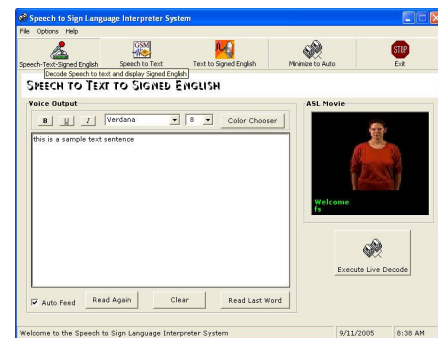 Speech to Sign Language Interpreter System
File Options Help
GSM
STOP
Speech-Text-Signed English Speech to Text Text to Signed English Minimize to Auto Exit
Decode Speech to text and display Signed English
SPEECH TO TEXT TO SIGNED ENGLISH
Voice Output
ASL Movie
B U I Verdana 8 Color Chooser
this is a sample text sentence
Welcome
fs
Execute Live Decode
Auto Feed Read Again Clear Read Last Word
Welcome to the Speech to Sign Language Interpreter System 9/11/2005 8:38 AM